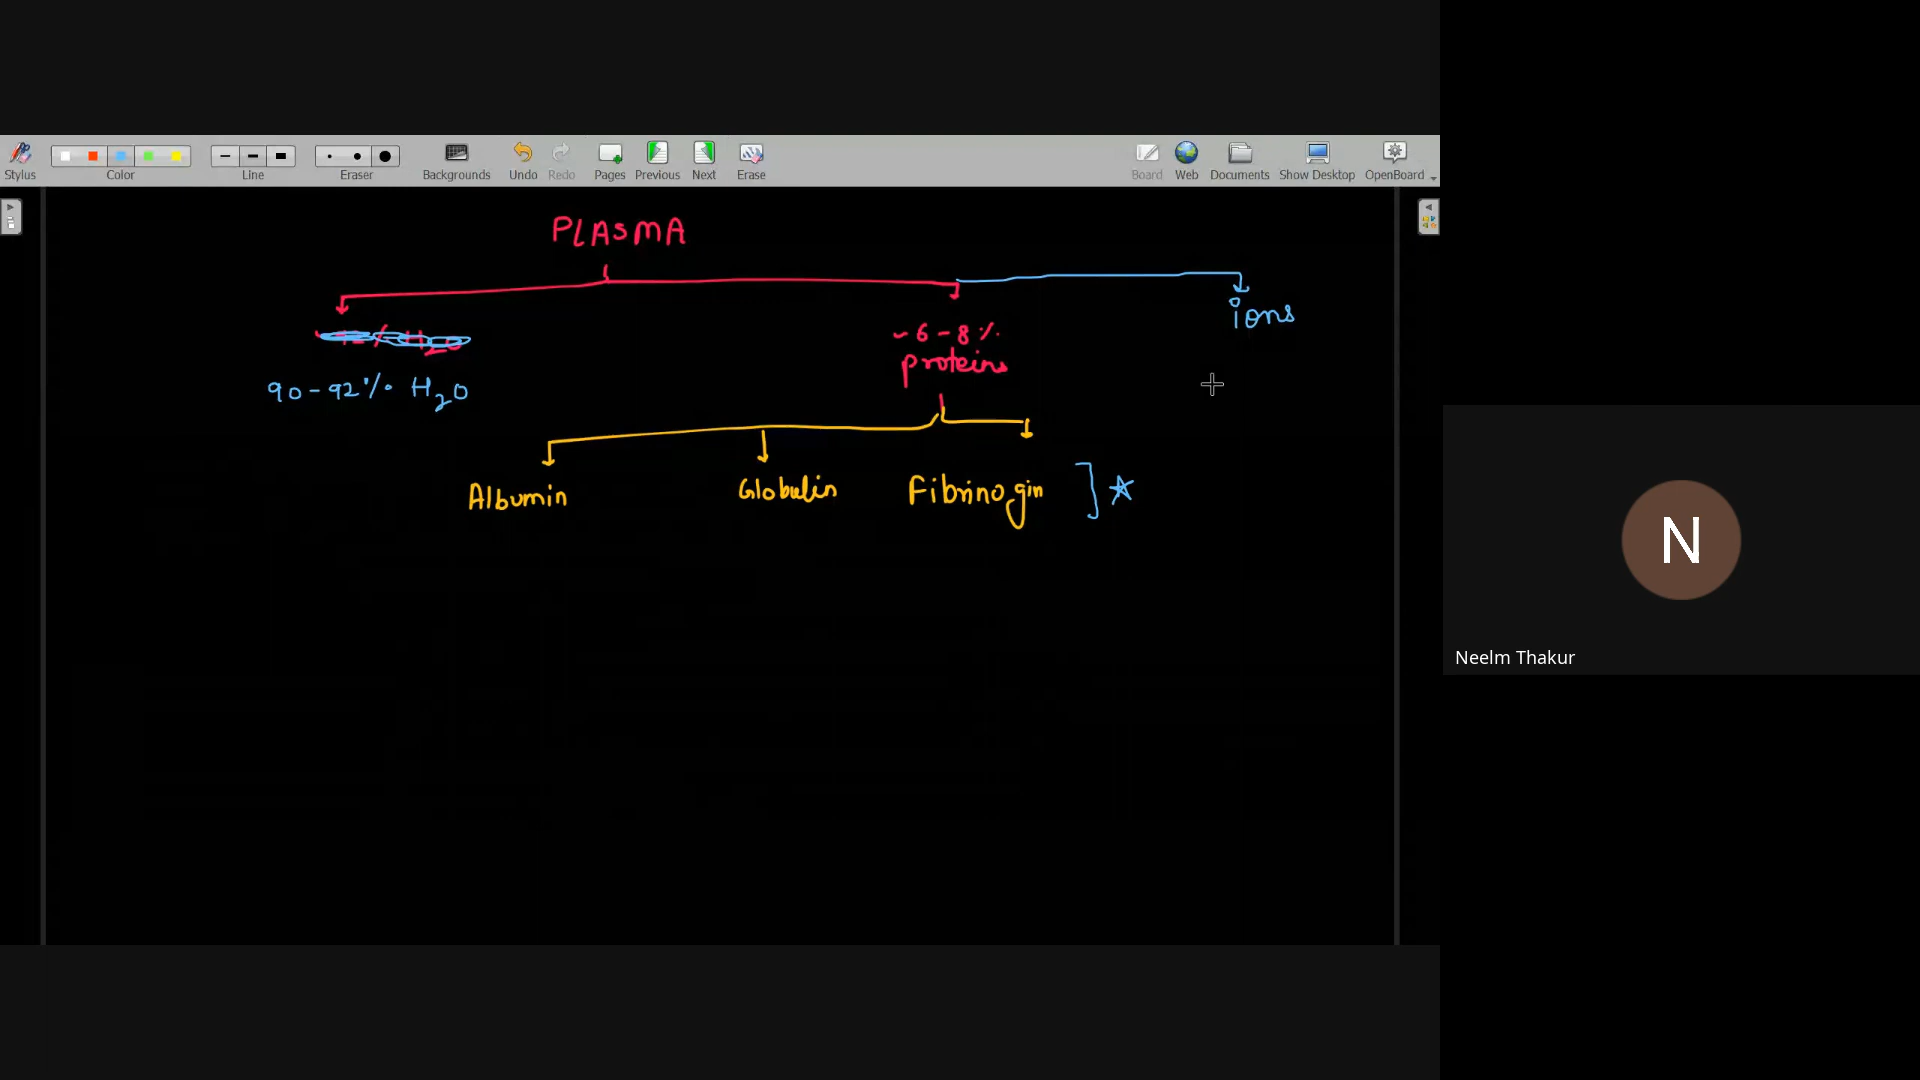 Stylus Color Line Eraser Backgrounds Undo Redo Pages Previous Next Erase Board Web Documents Show Desktop OpenBoard
PLASMA
ions
~6-8%
proteins
90-92% H2O
Albumin Globulin Fibrinogin
N
Neelm Thakur